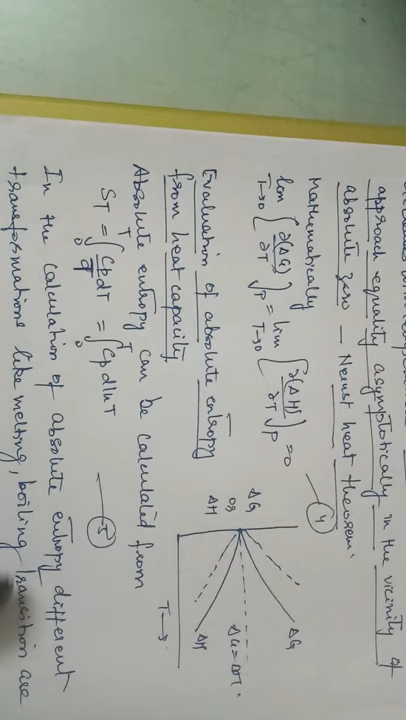 approach equality asymptotically in the vicinity of
absolute zero — Nernst heat theorem.
Mathematically
lim [∂(ΔG)/∂T]P = lim [∂(ΔH)/∂T]P = 0 — (4)
T→0 T→0
ΔG
or
ΔH
ΔG
ΔH
T→
Evaluation of absolute entropy
from heat capacity
Absolute entropy can be calculated from
ST = ∫₀ᵀ Cp/T dT = ∫₀ᵀ Cp dlnT — (5)
In the calculation of absolute entropy different
transformations like melting, boiling, transition are